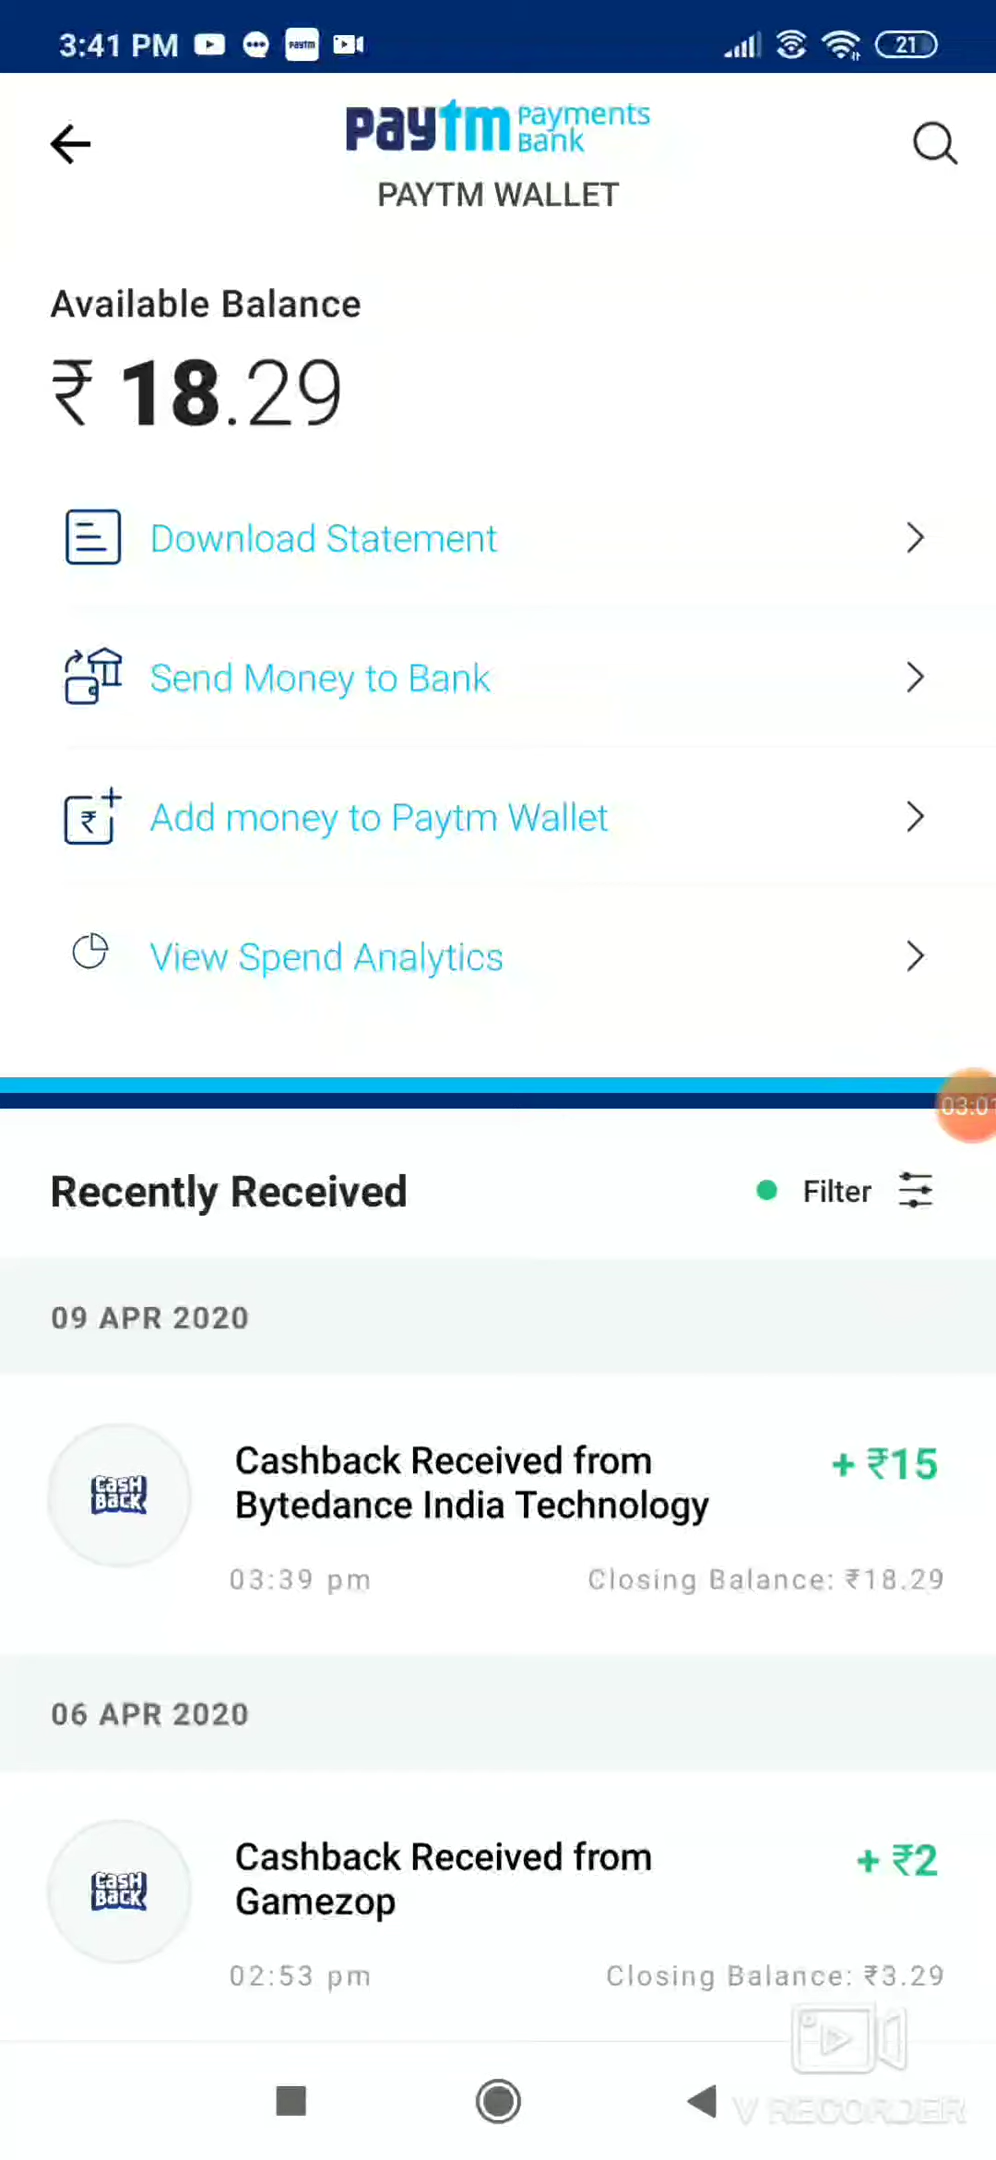 3:41 PM
paytm
21
paytm Payments
Bank
PAYTM WALLET
Available Balance
₹ 18.29
Download Statement
Send Money to Bank
Add money to Paytm Wallet
View Spend Analytics
Recently Received
Filter
09 APR 2020
CASH
BACK
Cashback Received from
Bytedance India Technology
+ ₹15
03:39 pm
Closing Balance: ₹18.29
06 APR 2020
CASH
BACK
Cashback Received from
Gamezop
+ ₹2
02:53 pm
Closing Balance: ₹3.29
V RECORDER